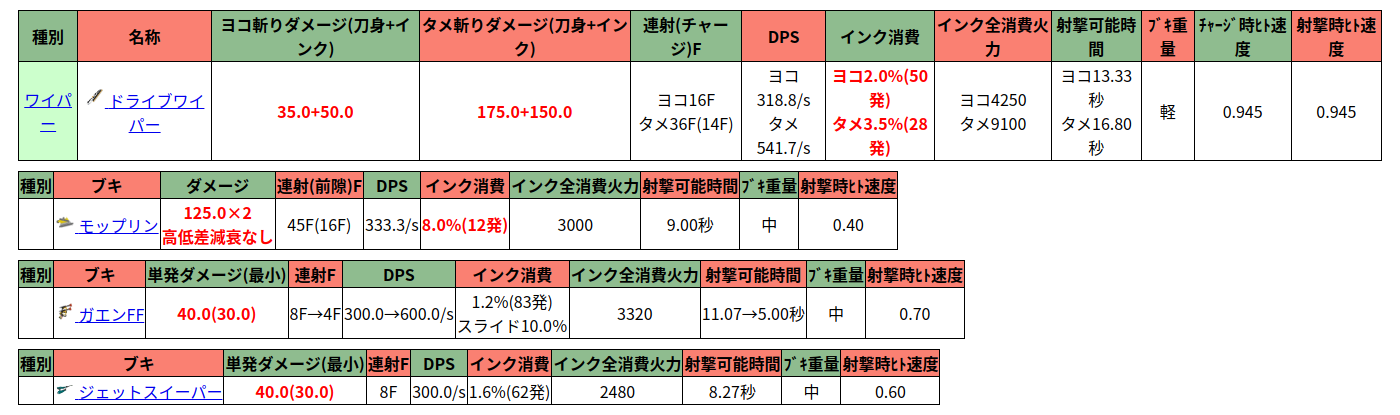 種別 名称 ヨコ斬りダメージ(刀身+インク) タメ斬りダメージ(刀身+インク) 連射(チャージ)F DPS インク消費 インク全消費火力 射撃可能時間 ﾌﾞｷ重量 ﾁｬｰｼﾞ時ﾋﾄ速度 射撃時ﾋﾄ速度
ワイパー ドライブワイパー 35.0+50.0 175.0+150.0 ヨコ16F タメ36F(14F) ヨコ 318.8/s タメ 541.7/s ヨコ2.0%(50発) タメ3.5%(28発) ヨコ4250 タメ9100 ヨコ13.33秒 タメ16.80秒 軽 0.945 0.945
種別 ブキ ダメージ 連射(前隙)F DPS インク消費 インク全消費火力 射撃可能時間 ﾌﾞｷ重量 射撃時ﾋﾄ速度
モップリン 125.0×2 高低差減衰なし 45F(16F) 333.3/s 8.0%(12発) 3000 9.00秒 中 0.40
種別 ブキ 単発ダメージ(最小) 連射F DPS インク消費 インク全消費火力 射撃可能時間 ﾌﾞｷ重量 射撃時ﾋﾄ速度
ガエンFF 40.0(30.0) 8F→4F 300.0→600.0/s 1.2%(83発) スライド10.0% 3320 11.07→5.00秒 中 0.70
種別 ブキ 単発ダメージ(最小) 連射F DPS インク消費 インク全消費火力 射撃可能時間 ﾌﾞｷ重量 射撃時ﾋﾄ速度
ジェットスイーパー 40.0(30.0) 8F 300.0/s 1.6%(62発) 2480 8.27秒 中 0.60